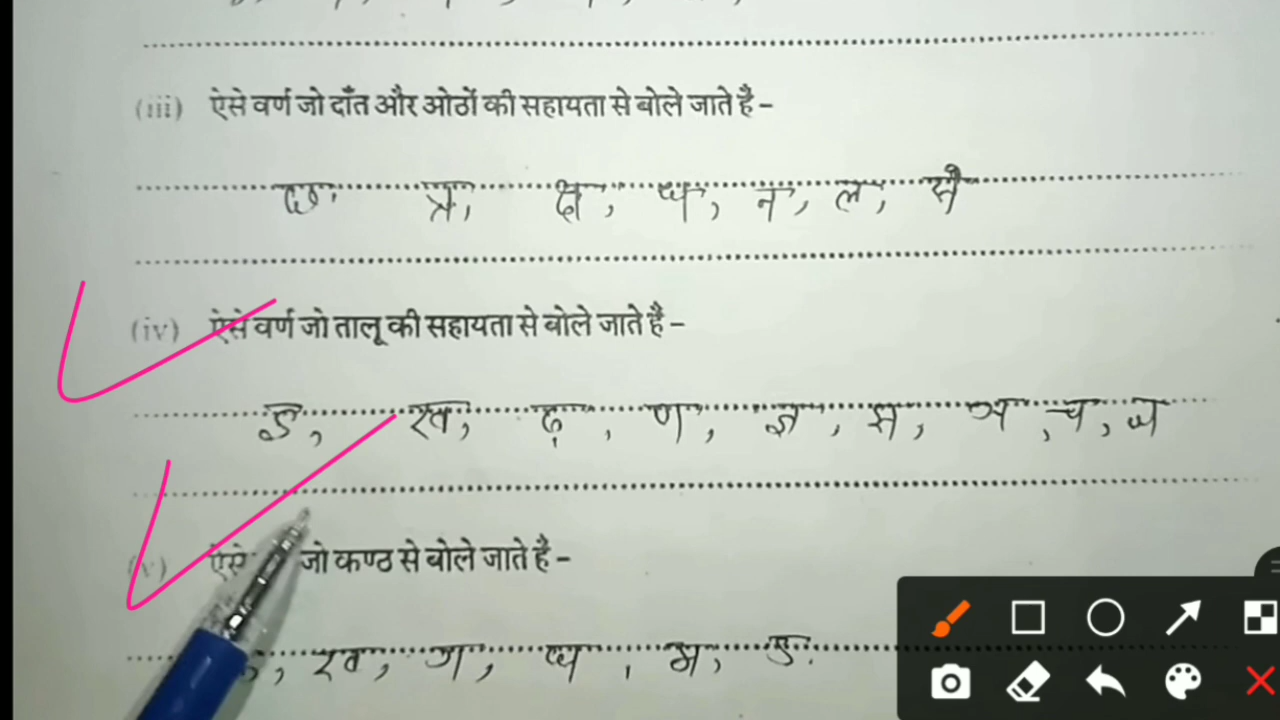 (iii) ऐसे वर्ण जो दाँत और ओठों की सहायता से बोले जाते है –
छ, त्र, क्ष, ध, न, ल, से
(iv) ऐसे वर्ण जो तालू की सहायता से बोले जाते है –
ङ, ख, ढ़, ण, ज्ञ, स, ञ, च, ज
ऐसे जो कण्ठ से बोले जाते है –
ख, ग, घ, ङ.